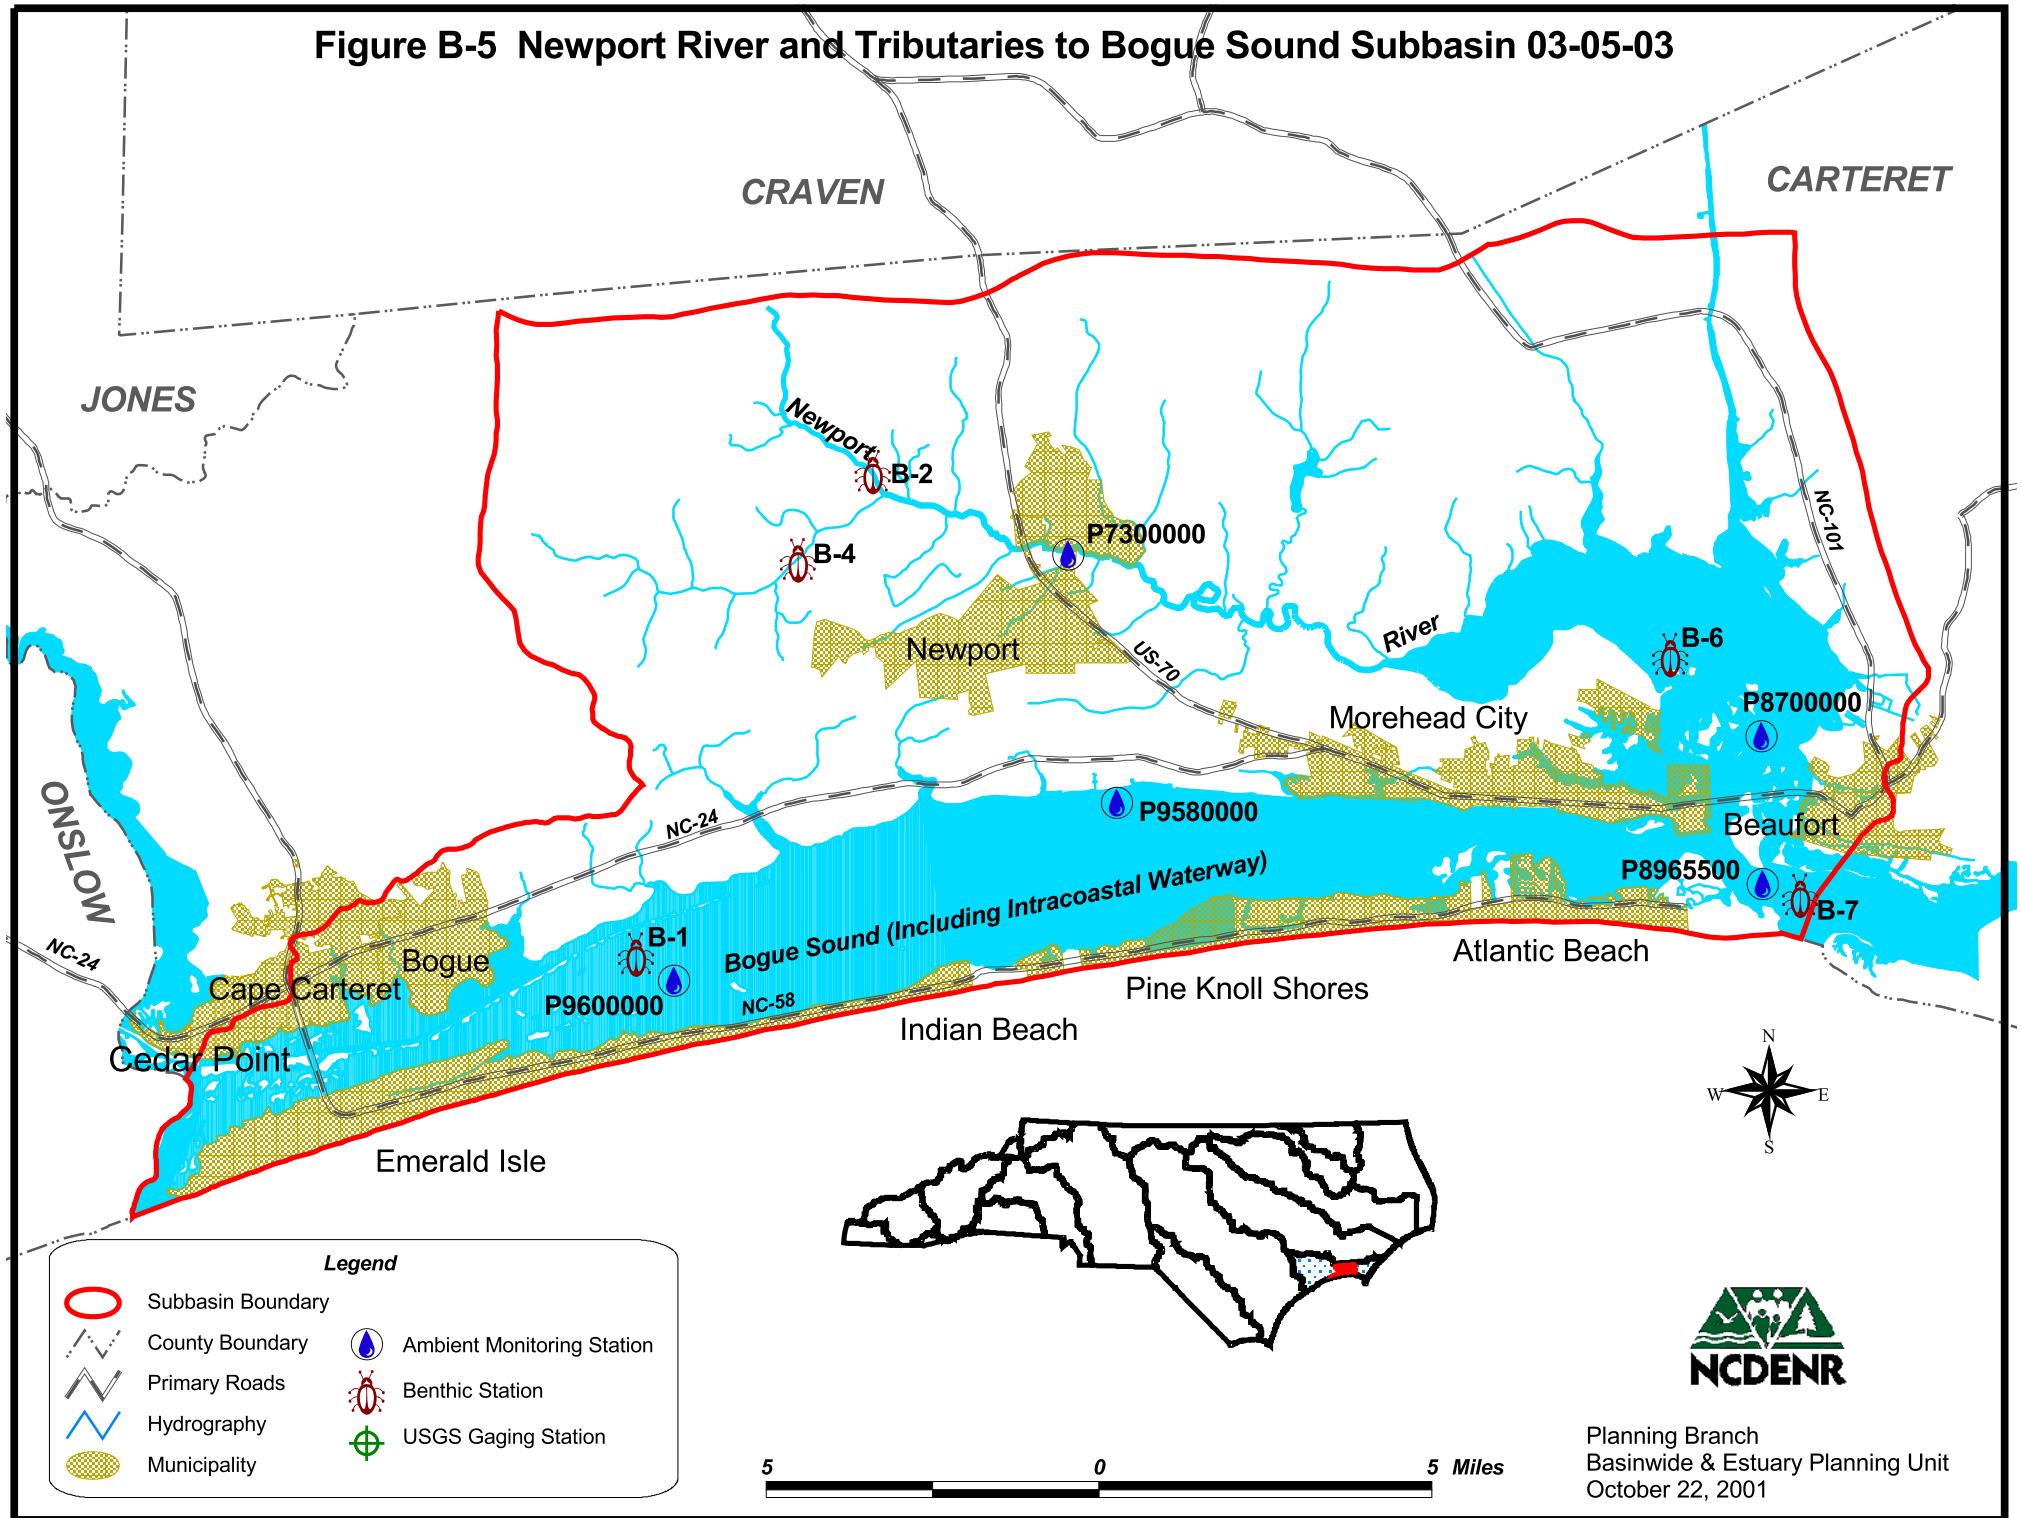 Figure B-5 Newport River and Tributaries to Bogue Sound Subbasin 03-05-03
CRAVEN
CARTERET
JONES
ONSLOW
Newport
River
B-2
B-4
P7300000
NC-101
B-6
Newport
US-70
P8700000
Morehead City
NC-24
P9580000
Beaufort
Bogue Sound (Including Intracoastal Waterway)
P8965500
B-7
B-1
P9600000
NC-58
NC-24
Bogue
Cape Carteret
Cedar Point
Atlantic Beach
Pine Knoll Shores
Indian Beach
Emerald Isle
N
W
E
S
Legend
Subbasin Boundary
County Boundary
Primary Roads
Hydrography
Municipality
Ambient Monitoring Station
Benthic Station
USGS Gaging Station
5 0 5 Miles
NCDENR
Planning Branch
Basinwide & Estuary Planning Unit
October 22, 2001